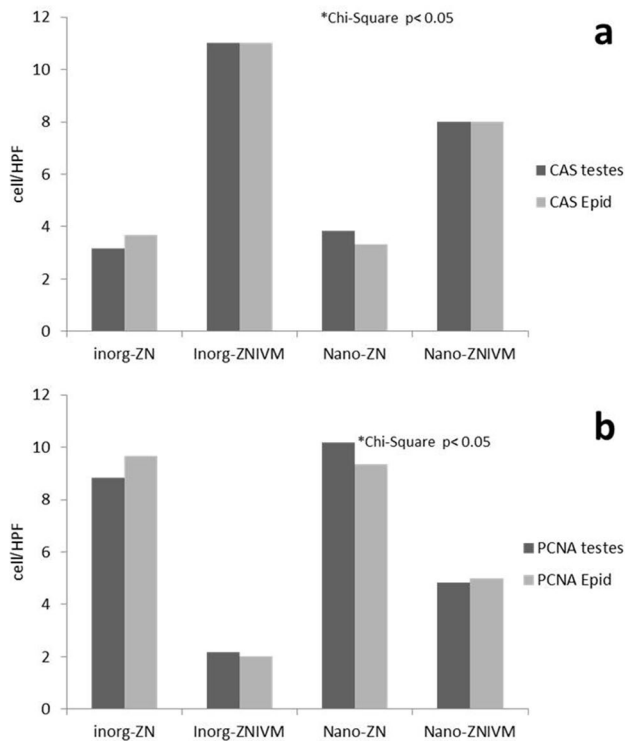 *Chi-Square p< 0.05
a
12
10
8
6
4
2
0
cell/HPF
inorg-ZN Inorg-ZNIVM Nano-ZN Nano-ZNIVM
CAS testes
CAS Epid
*Chi-Square p< 0.05
b
12
10
8
6
4
2
0
cell/HPF
inorg-ZN Inorg-ZNIVM Nano-ZN Nano-ZNIVM
PCNA testes
PCNA Epid